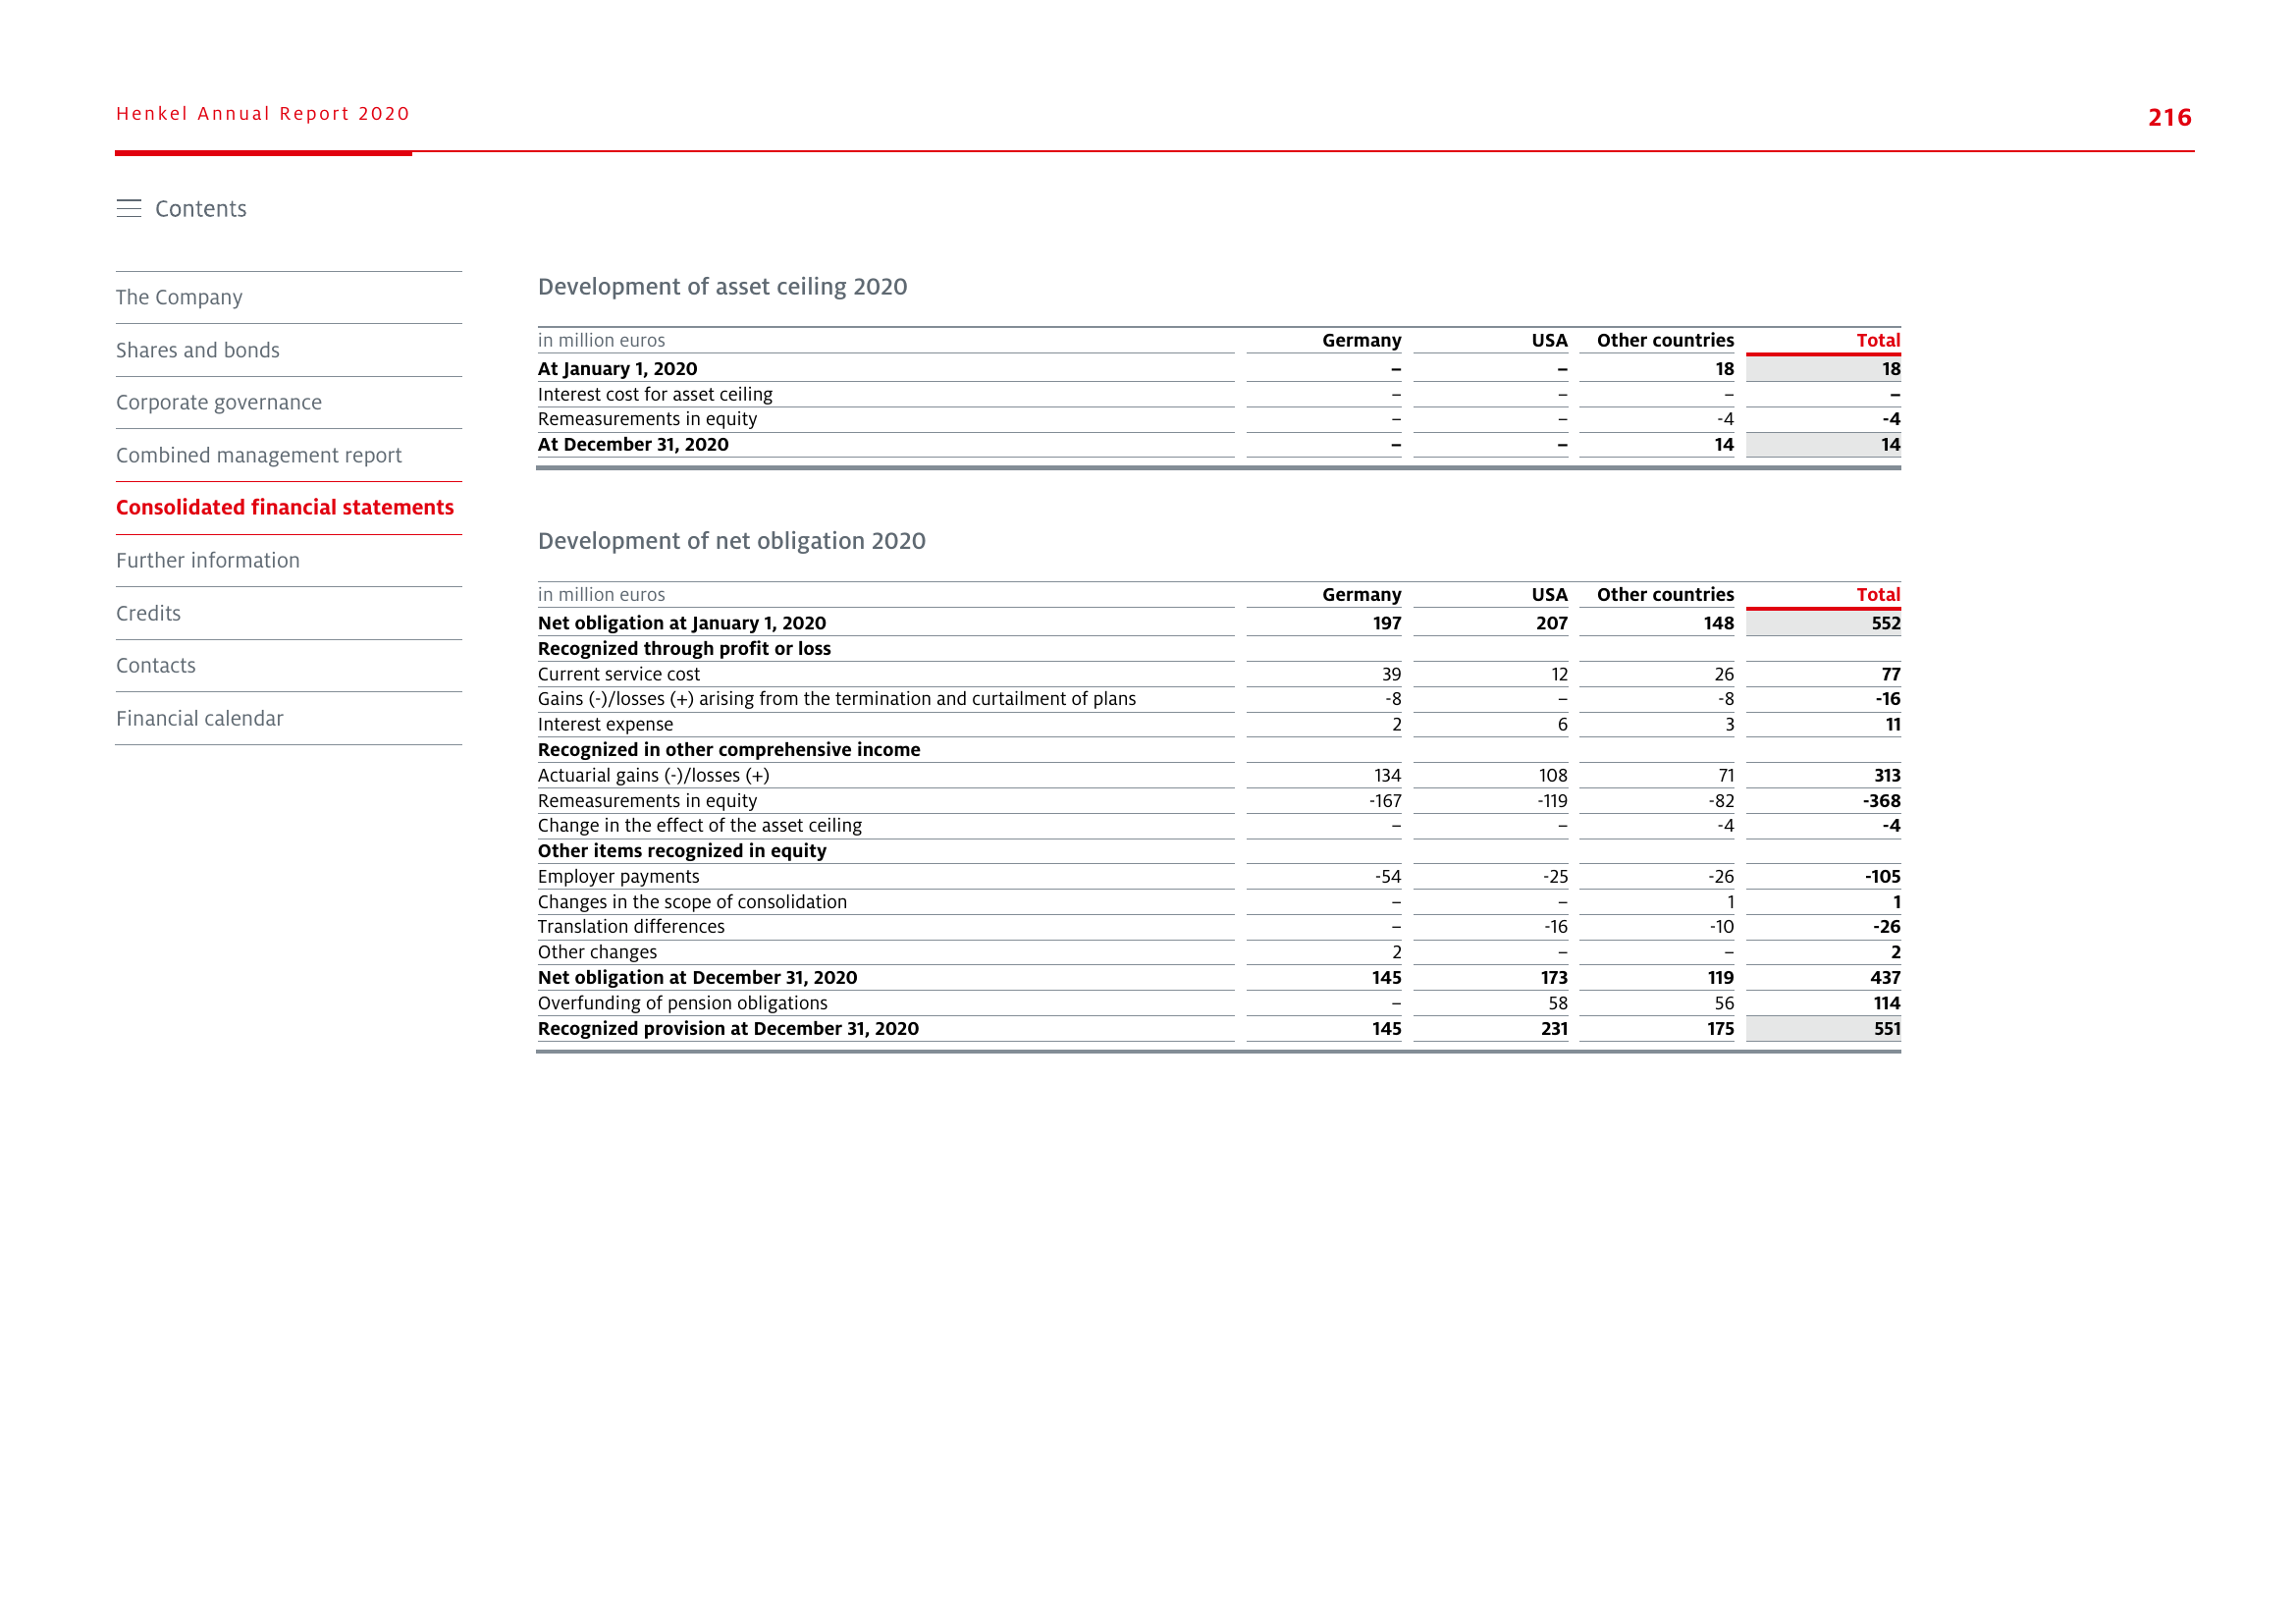 Henkel Annual Report 2020
216
Contents
The Company
Shares and bonds
Corporate governance
Combined management report
Consolidated financial statements
Further information
Credits
Contacts
Financial calendar
Development of asset ceiling 2020
in million euros Germany USA Other countries Total
At January 1, 2020 – – 18 18
Interest cost for asset ceiling – – – –
Remeasurements in equity – – -4 -4
At December 31, 2020 – – 14 14
Development of net obligation 2020
in million euros Germany USA Other countries Total
Net obligation at January 1, 2020 197 207 148 552
Recognized through profit or loss
Current service cost 39 12 26 77
Gains (-)/losses (+) arising from the termination and curtailment of plans -8 – -8 -16
Interest expense 2 6 3 11
Recognized in other comprehensive income
Actuarial gains (-)/losses (+) 134 108 71 313
Remeasurements in equity -167 -119 -82 -368
Change in the effect of the asset ceiling – – -4 -4
Other items recognized in equity
Employer payments -54 -25 -26 -105
Changes in the scope of consolidation – – 1 1
Translation differences – -16 -10 -26
Other changes 2 – – 2
Net obligation at December 31, 2020 145 173 119 437
Overfunding of pension obligations – 58 56 114
Recognized provision at December 31, 2020 145 231 175 551